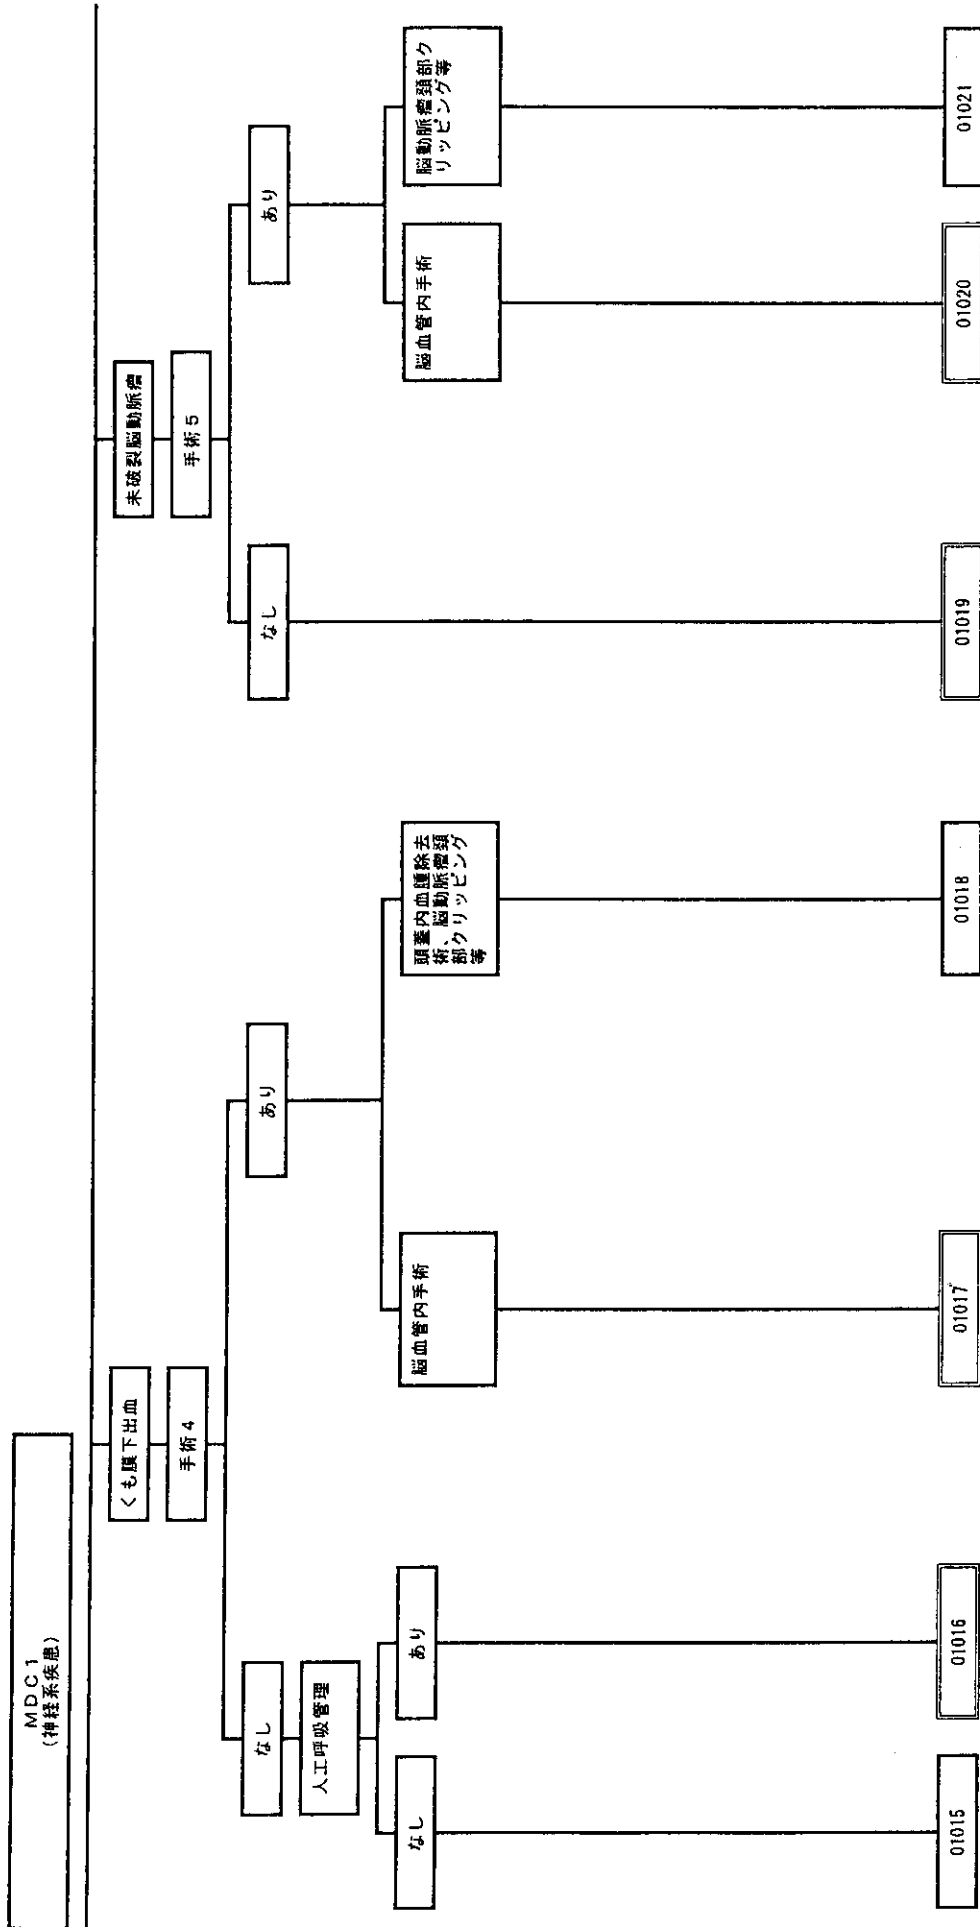 MDC1
(神経系疾患)
くも膜下出血
手術4
なし
人工呼吸管理
なし
あり
あり
脳血管内手術
頭蓋内血腫除去
術、脳動脈瘤頸
部クリッピング
等
01015
01016
01017
01018
未破裂脳動脈瘤
手術5
なし
あり
脳血管内手術
脳動脈瘤頸部ク
リッピング等
01019
01020
01021